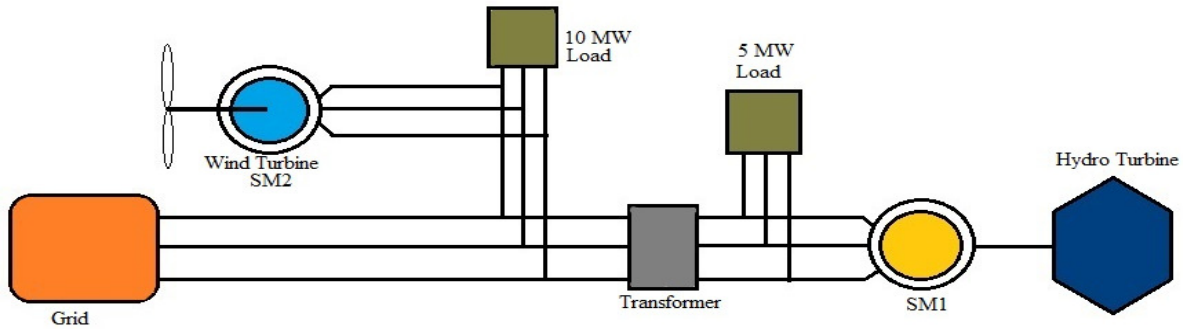 10 MW
Load
5 MW
Load
Wind Turbine
SM2
Hydro Turbine
Grid
Transformer
SM1